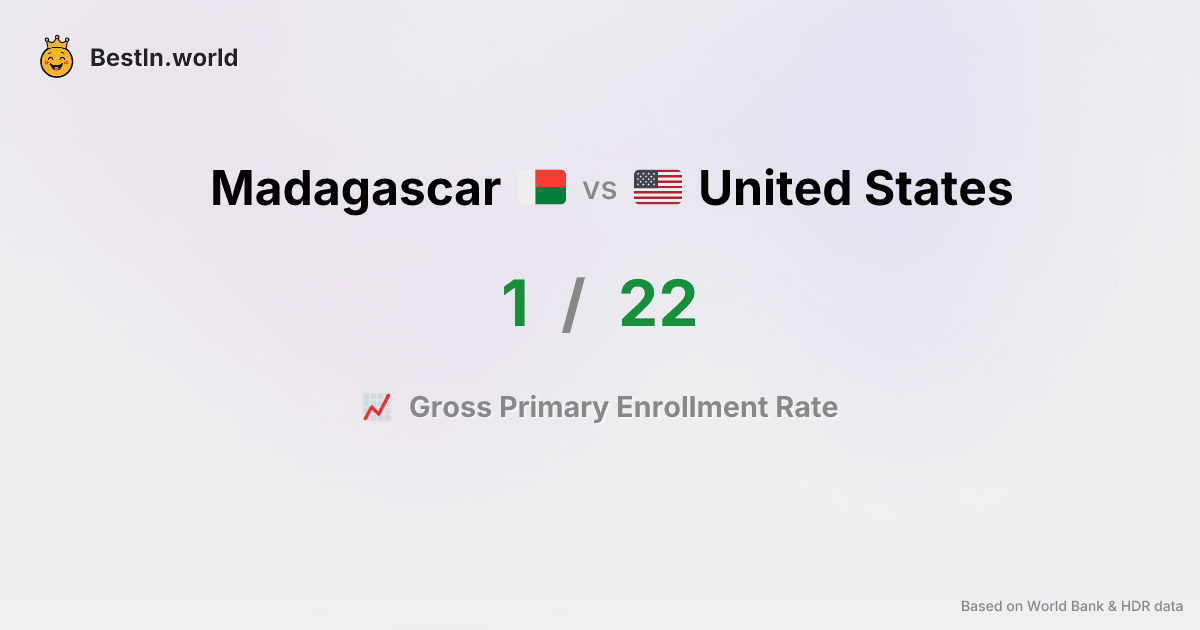 BestIn.world
Madagascar vs United States
1 / 22
Gross Primary Enrollment Rate
Based on World Bank & HDR data